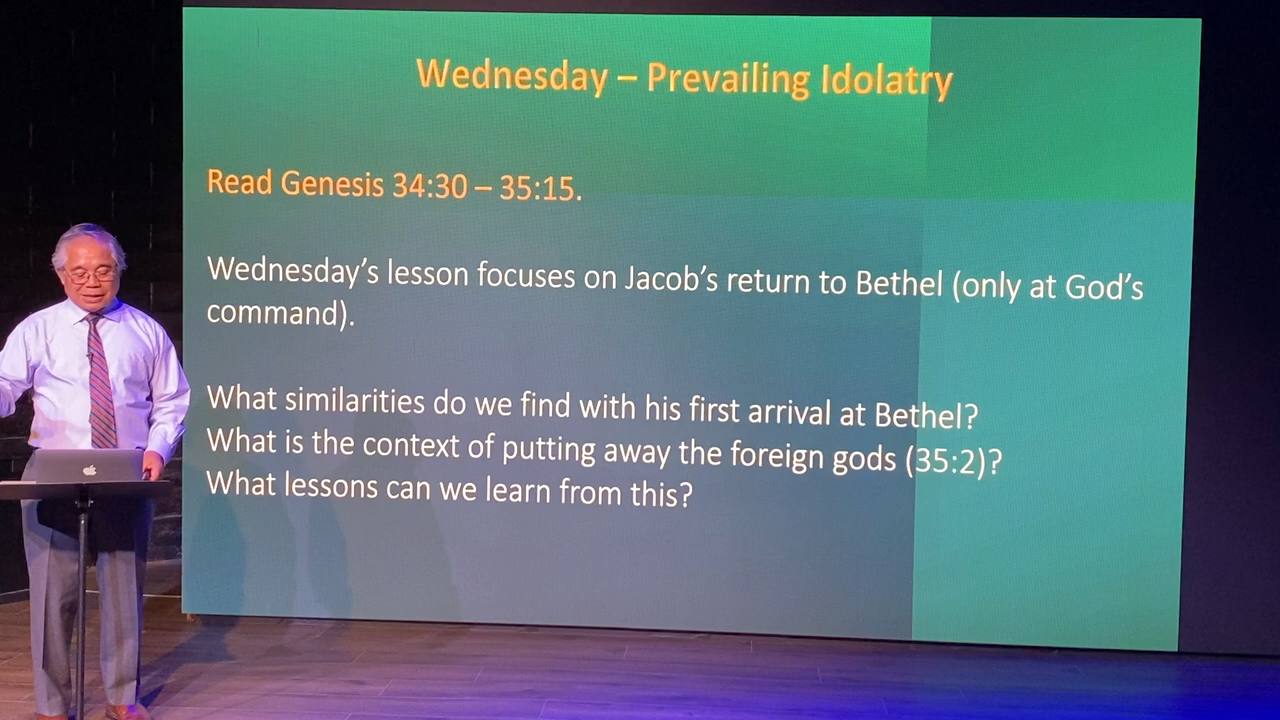 Wednesday – Prevailing Idolatry
Read Genesis 34:30 – 35:15.
Wednesday’s lesson focuses on Jacob’s return to Bethel (only at God’s
command).
What similarities do we find with his first arrival at Bethel?
What is the context of putting away the foreign gods (35:2)?
What lessons can we learn from this?